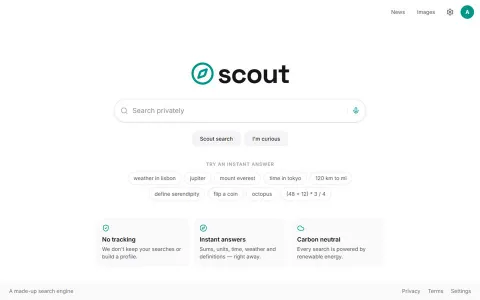 News Images A
scout
Search privately
Scout search I'm curious
TRY AN INSTANT ANSWER
weather in lisbon jupiter mount everest time in tokyo 120 km to mi
define serendipity flip a coin octopus (48 + 12) * 3 / 4
No tracking
We don't keep your searches or
build a profile.
Instant answers
Sums, units, time, weather and
definitions — right away.
Carbon neutral
Every search is powered by
renewable energy.
A made-up search engine Privacy Terms Settings